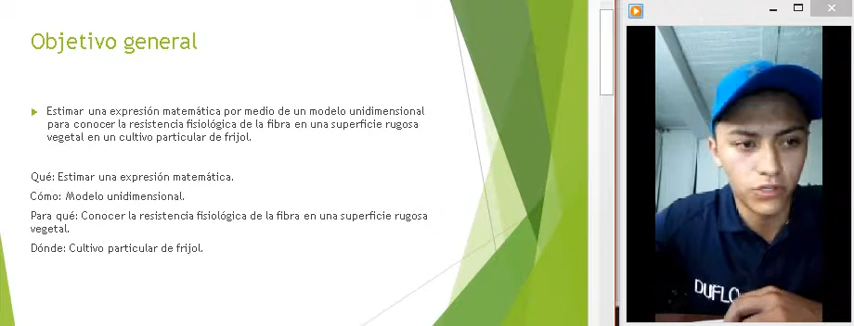 Objetivo general
Estimar una expresión matemática por medio de un modelo unidimensional
para conocer la resistencia fisiológica de la fibra en una superficie rugosa
vegetal en un cultivo particular de frijol.
Qué: Estimar una expresión matemática.
Cómo: Modelo unidimensional.
Para qué: Conocer la resistencia fisiológica de la fibra en una superficie rugosa
vegetal.
Dónde: Cultivo particular de frijol.